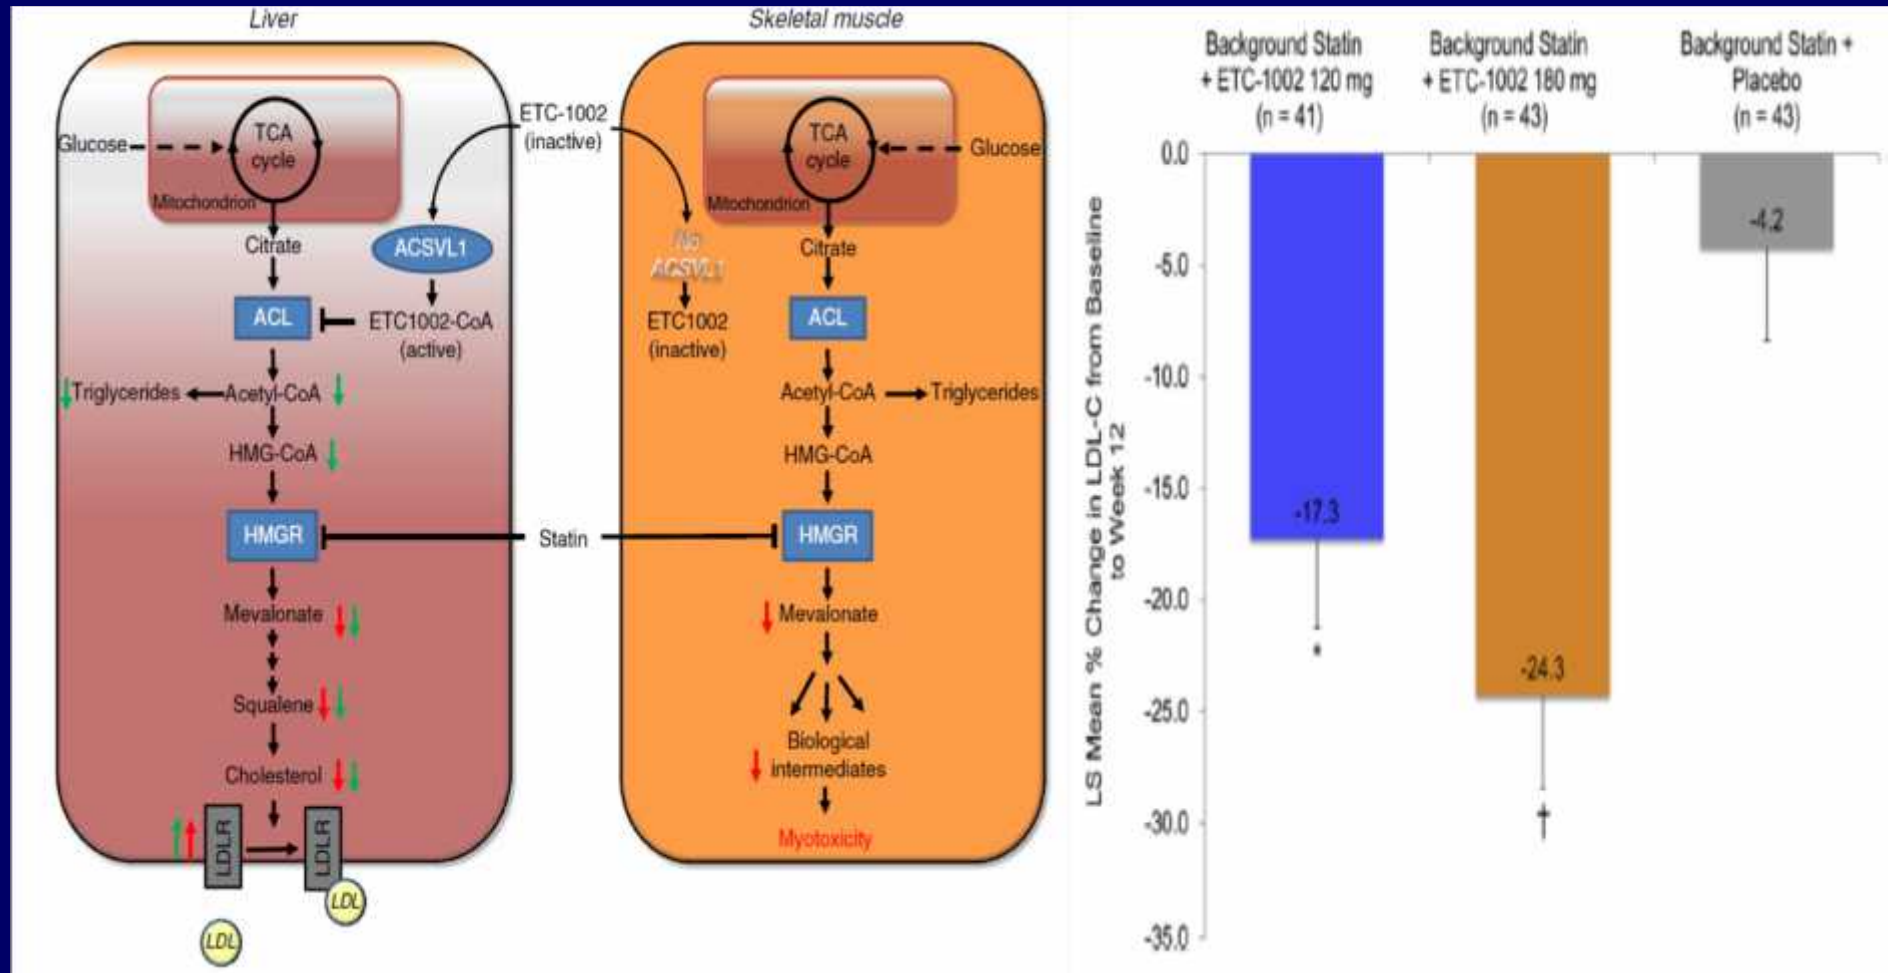 Liver
Glucose
TCA
cycle
Mitochondrion
Citrate
ACSVL1
ACL
ETC1002-CoA
(active)
Triglycerides
Acetyl-CoA
HMG-CoA
HMGR
Mevalonate
Squalene
Cholesterol
LDLR
LDLR
LDL
LDL
ETC-1002
(inactive)
Statin
Skeletal muscle
TCA
cycle
Glucose
Mitochondrion
No
ACSVL1
ETC1002
(inactive)
Citrate
ACL
Acetyl-CoA
Triglycerides
HMG-CoA
HMGR
Mevalonate
Biological
intermediates
Myotoxicity
Background Statin
+ ETC-1002 120 mg
(n = 41)
Background Statin
+ ETC-1002 180 mg
(n = 43)
Background Statin +
Placebo
(n = 43)
LS Mean % Change in LDL-C from Baseline
to Week 12
0.0
-5.0
-10.0
-15.0
-20.0
-25.0
-30.0
-35.0
-17.3
*
-24.3
†
-4.2